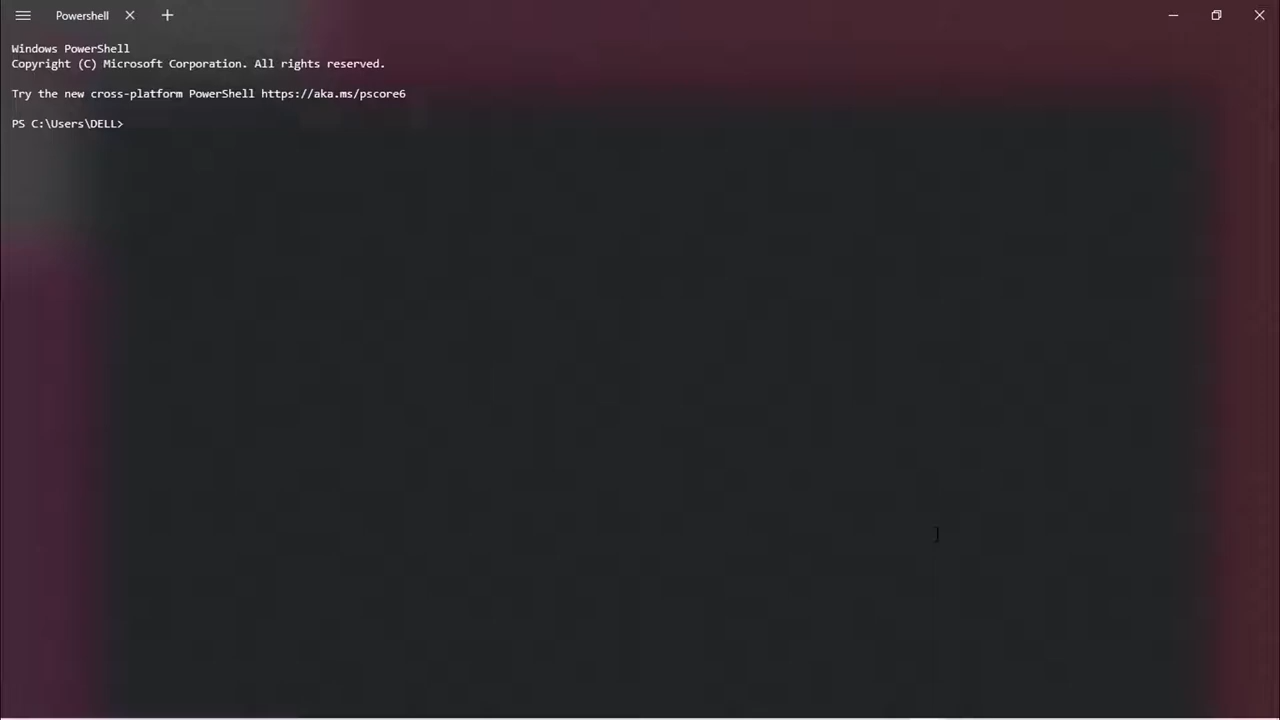 Powershell
Windows PowerShell
Copyright (C) Microsoft Corporation. All rights reserved.
Try the new cross-platform PowerShell https://aka.ms/pscore6
PS C:\Users\DELL>